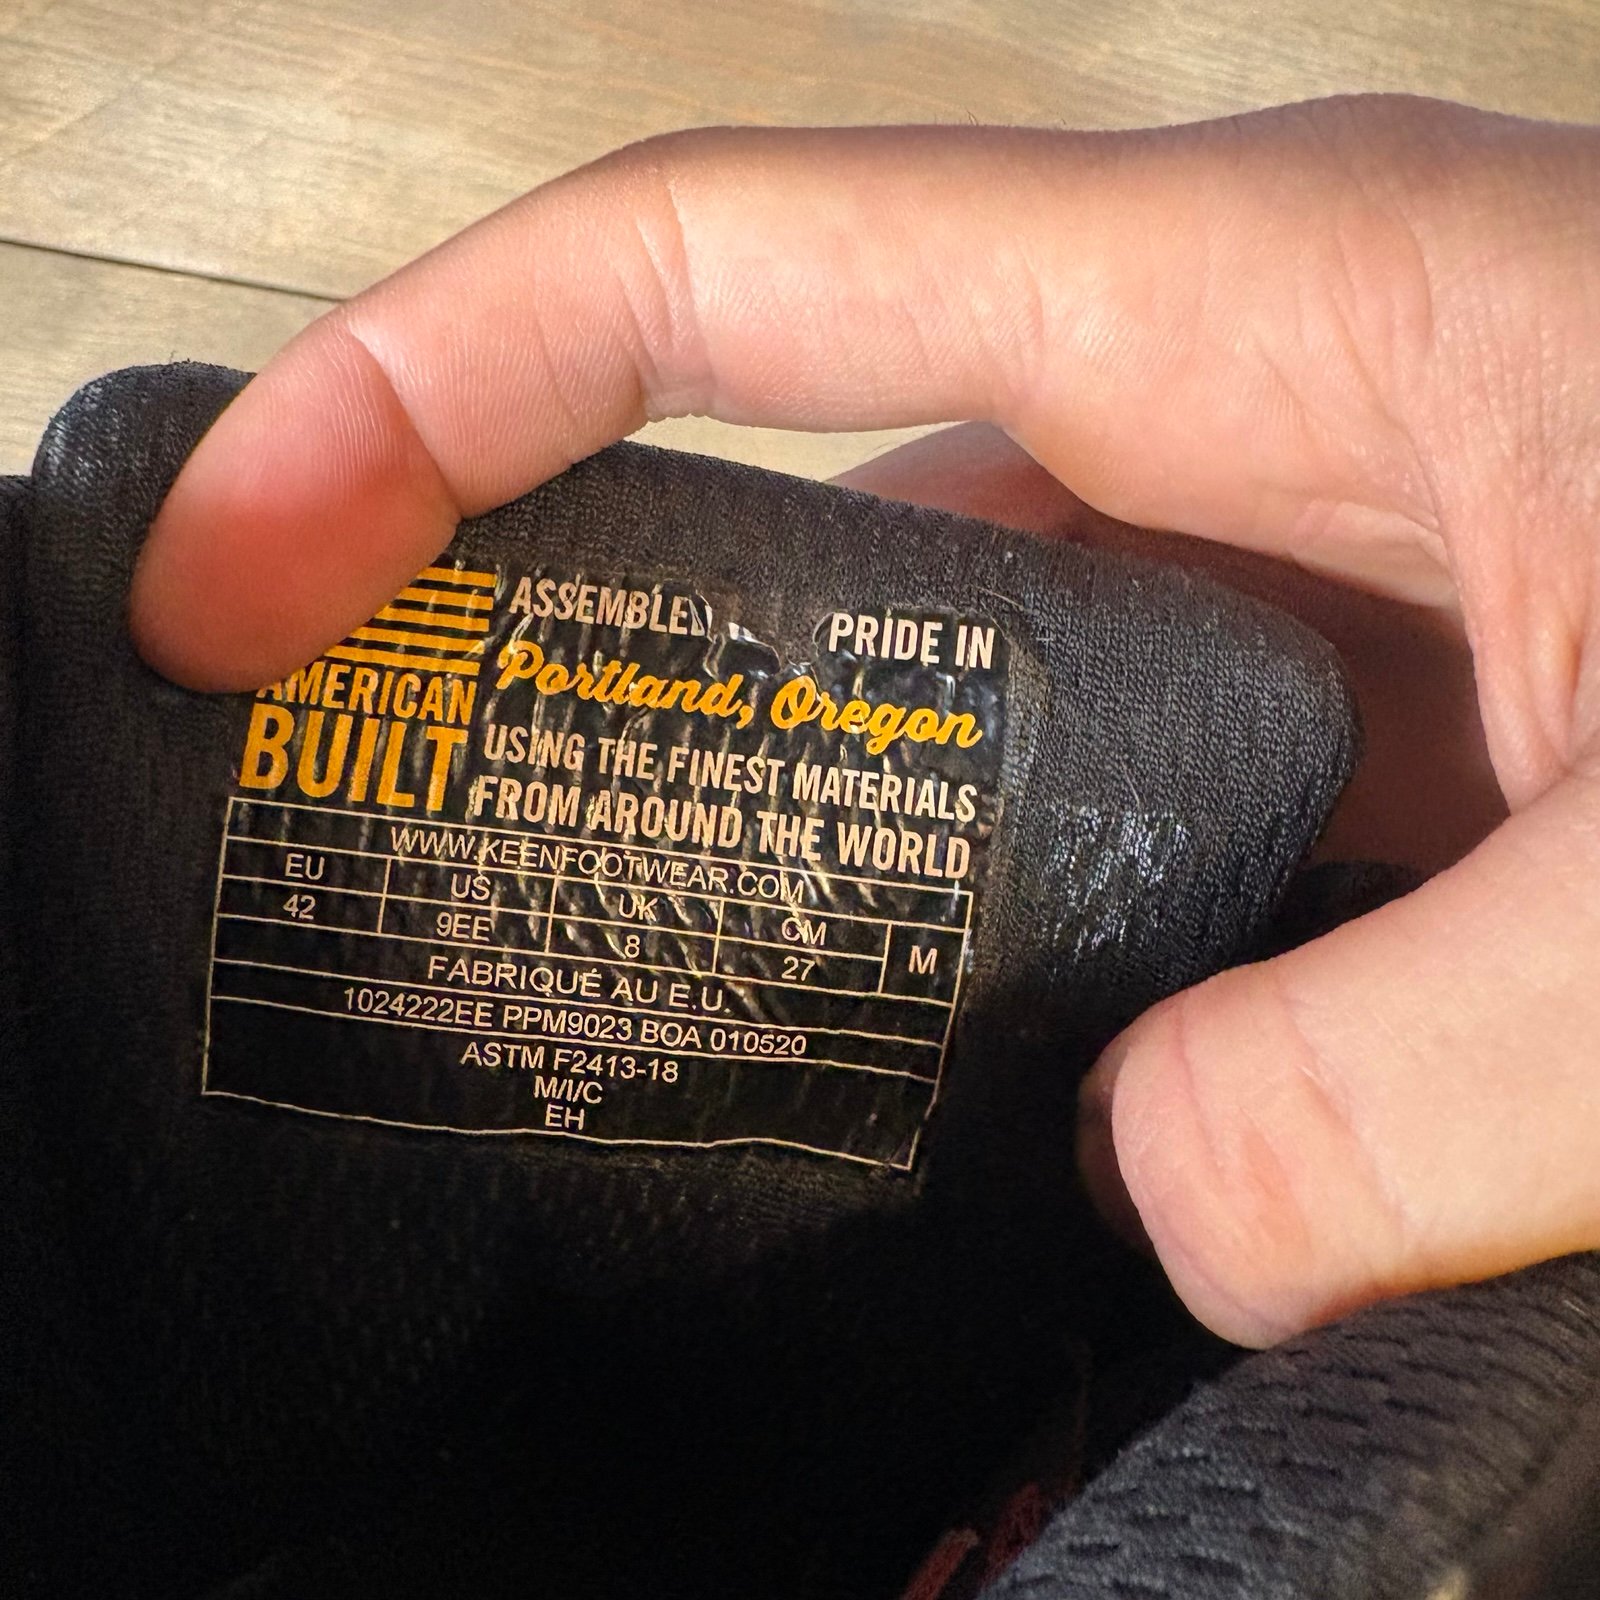 ASSEMBLED PRIDE IN
Portland, Oregon
AMERICAN
BUILT
USING THE FINEST MATERIALS
FROM AROUND THE WORLD
WWW.KEENFOOTWEAR.COM
EU US UK CM M
42 9EE 8 27
FABRIQUÉ AU E.U.
1024222EE PPM9023 BOA 010520
ASTM F2413-18
M/I/C
EH